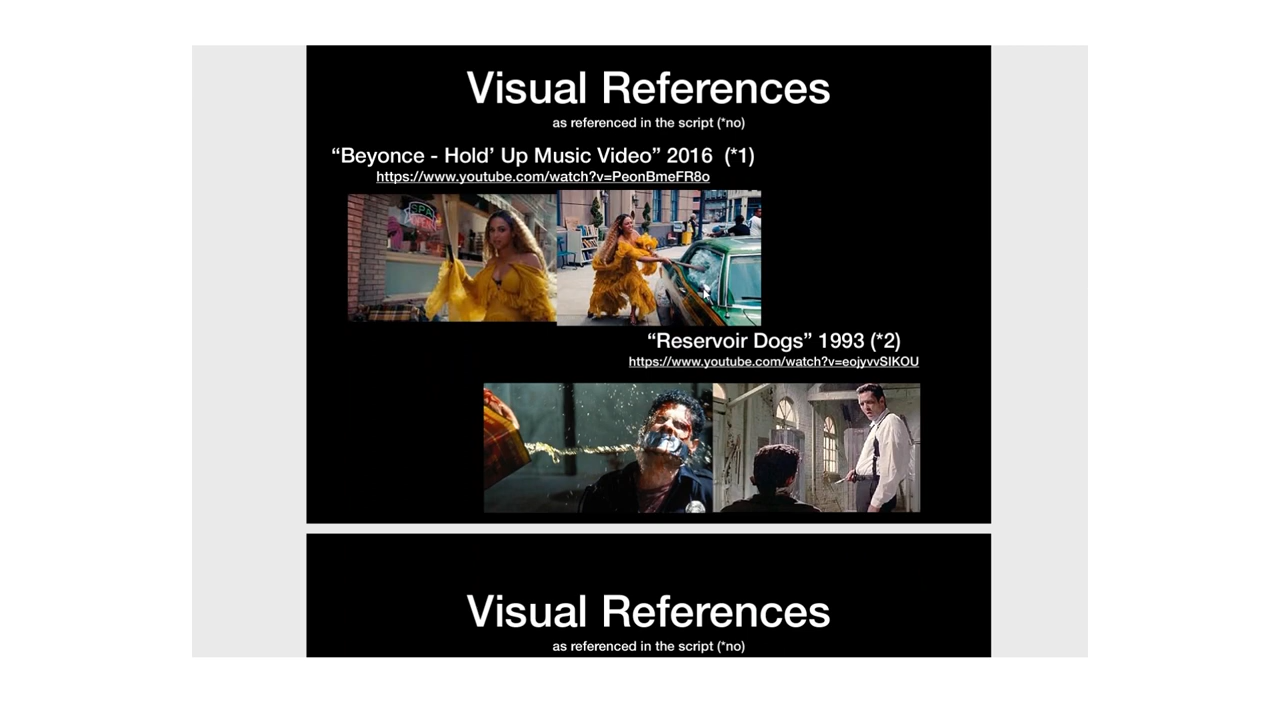 Visual References
as referenced in the script (*no)
“Beyonce - Hold’ Up Music Video” 2016 (*1)
https://www.youtube.com/watch?v=PeonBmeFR8o
SPA
“Reservoir Dogs” 1993 (*2)
https://www.youtube.com/watch?v=eojyvvSlKOU
Visual References
as referenced in the script (*no)